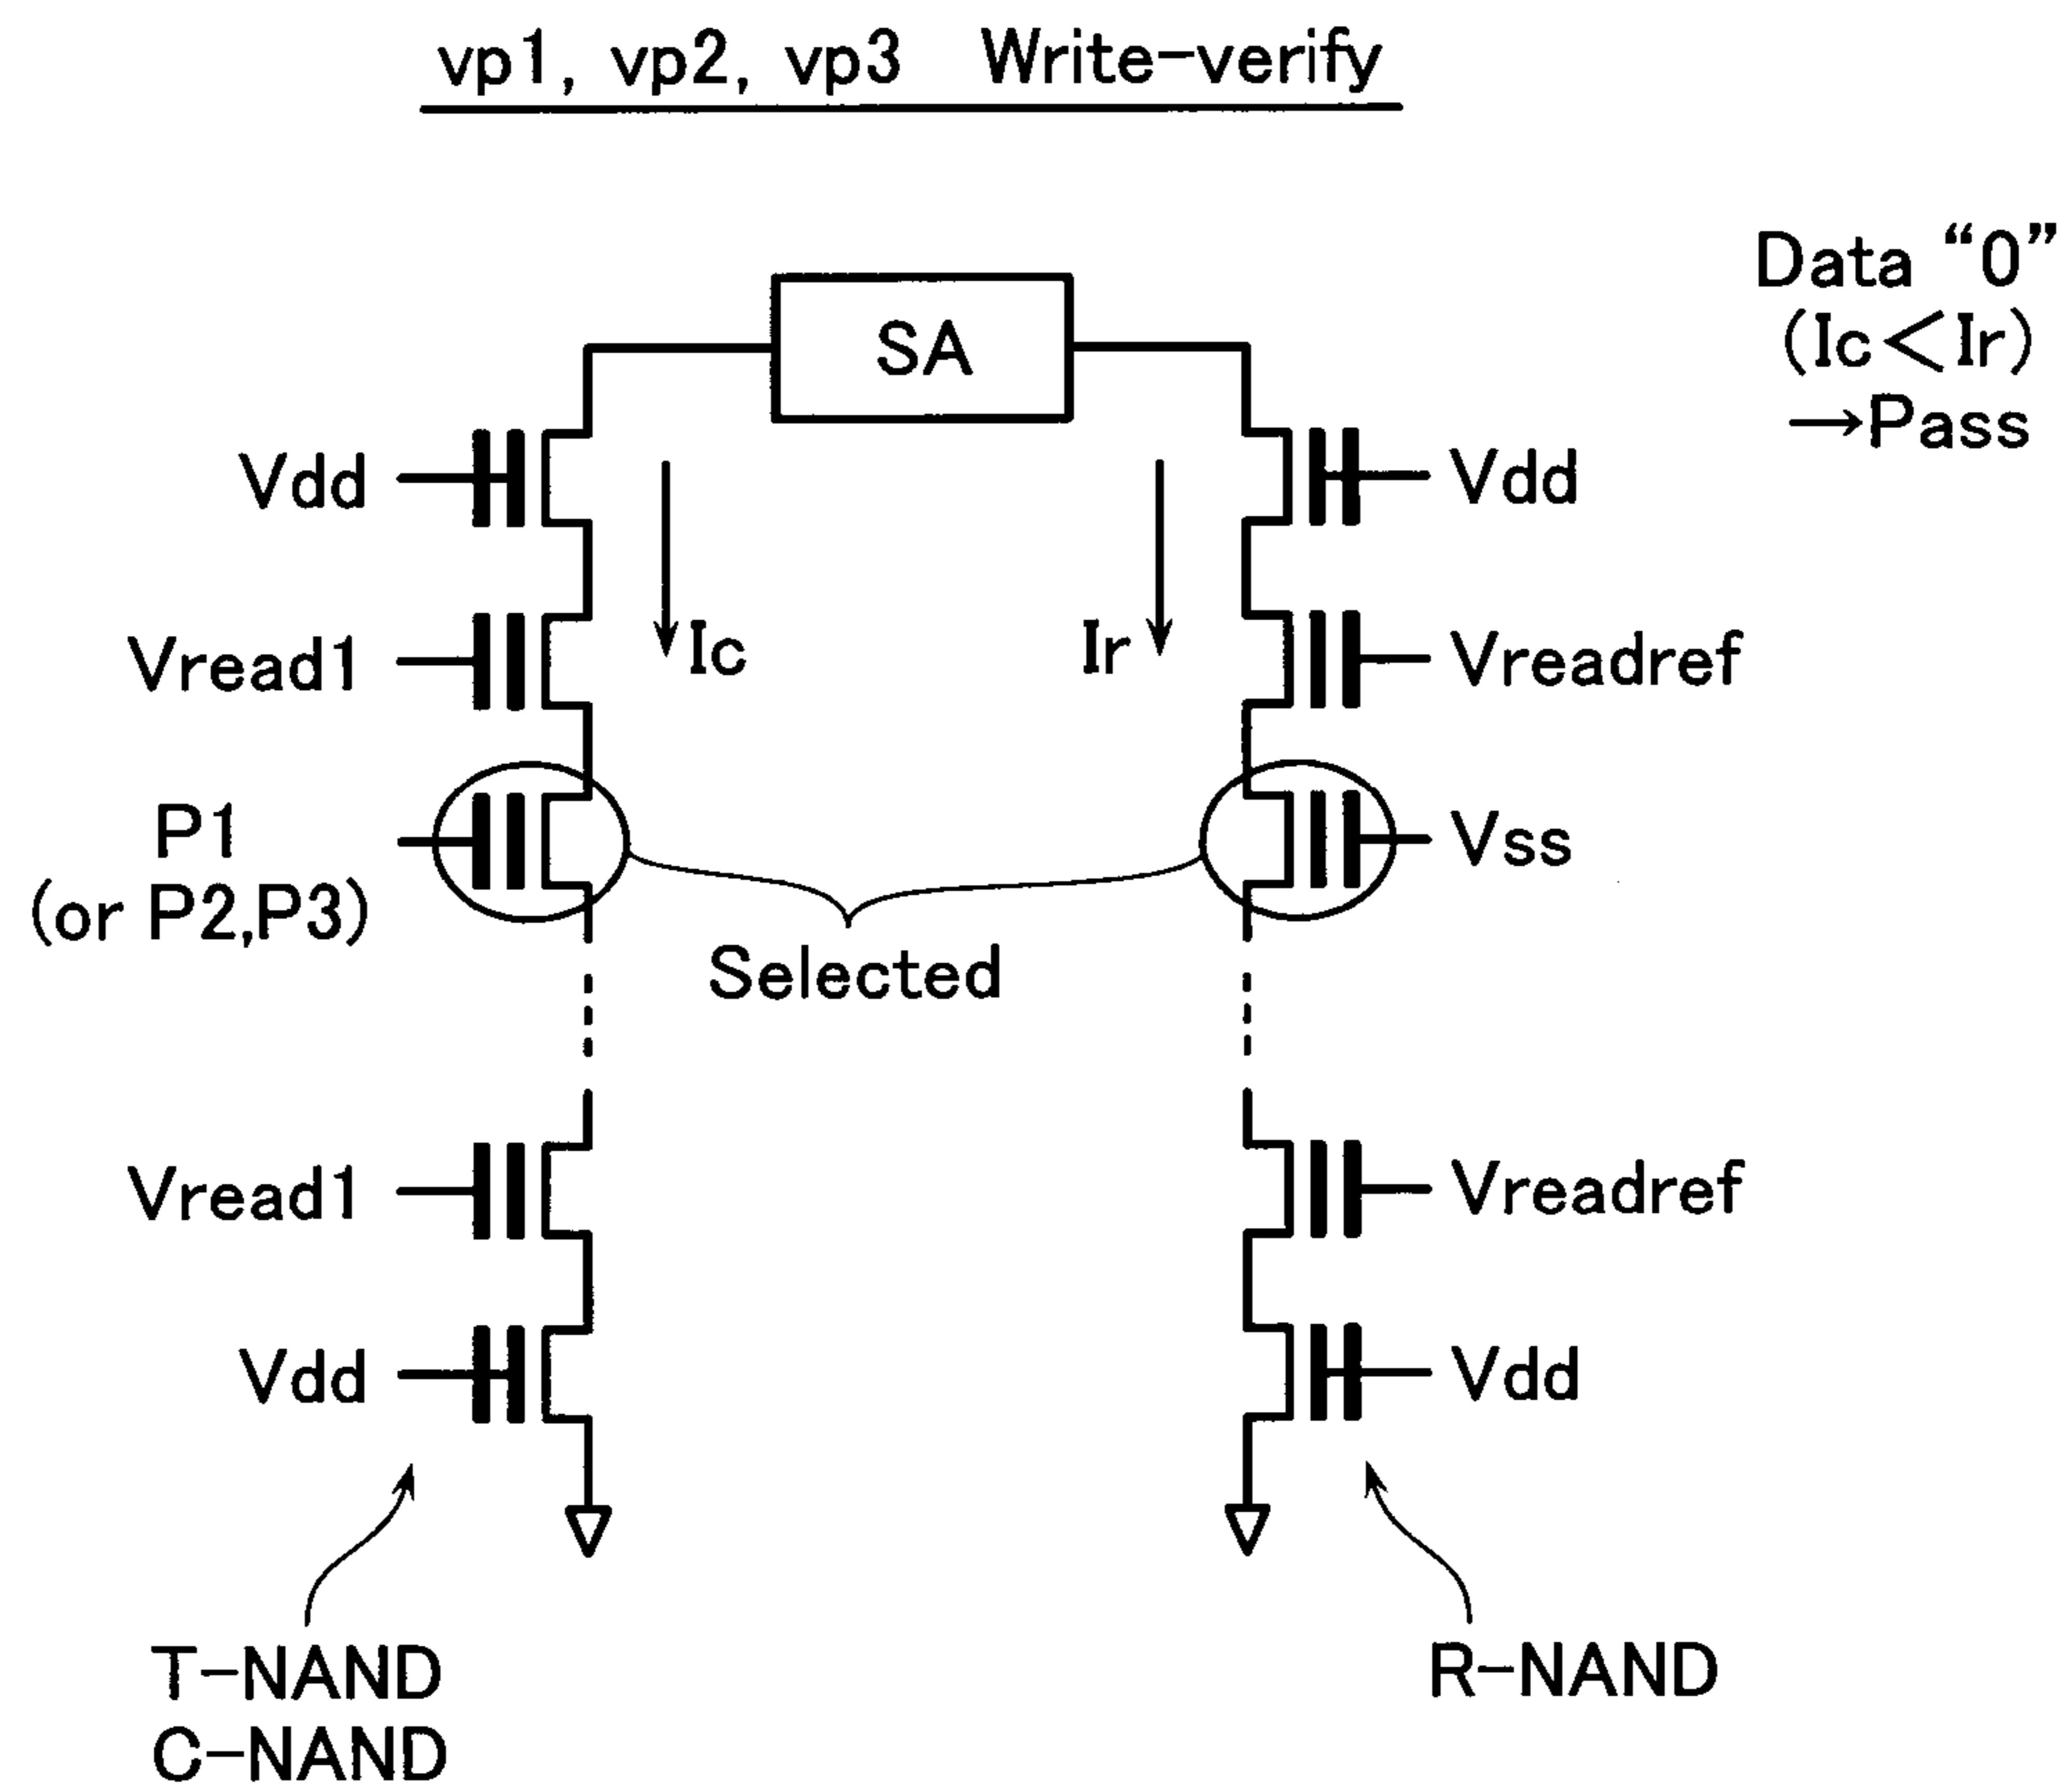 vp1, vp2, vp3 Write-verify
Data “0”
(Ic<Ir)
→Pass
SA
Vdd
Vdd
Vread1
Ic
Ir
Vreadref
P1
(or P2,P3)
Vss
Selected
Vread1
Vreadref
Vdd
Vdd
T-NAND
C-NAND
R-NAND